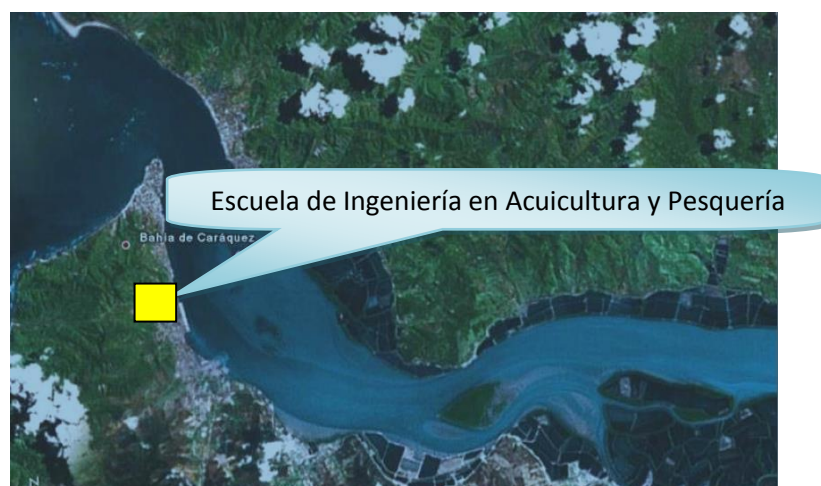 Escuela de Ingeniería en Acuicultura y Pesquería
Bahía de Caráquez
N